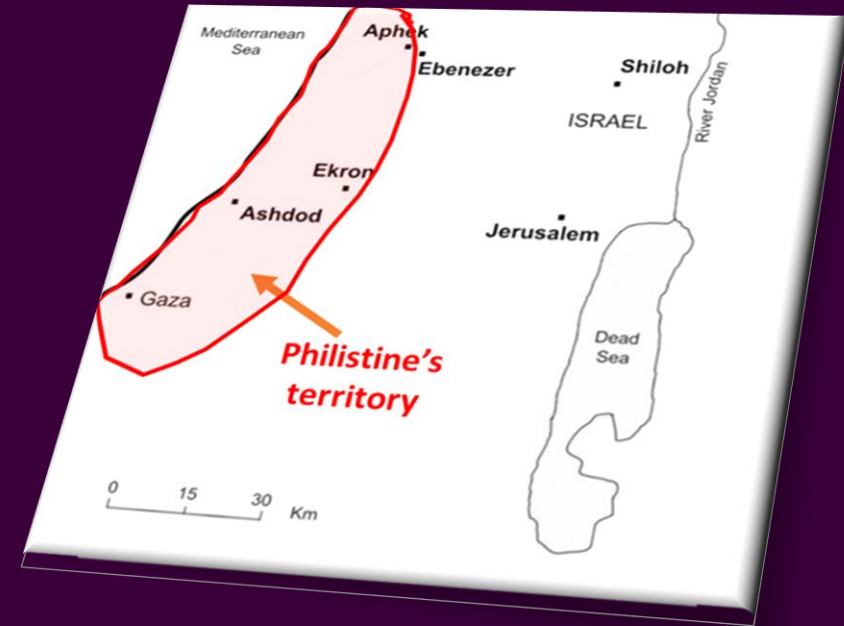 Mediterranean
Sea
Aphek
Ebenezer
Shiloh
River Jordan
ISRAEL
Ekron
Ashdod
Jerusalem
Gaza
Dead
Sea
Philistine's
territory
0 15 30 Km